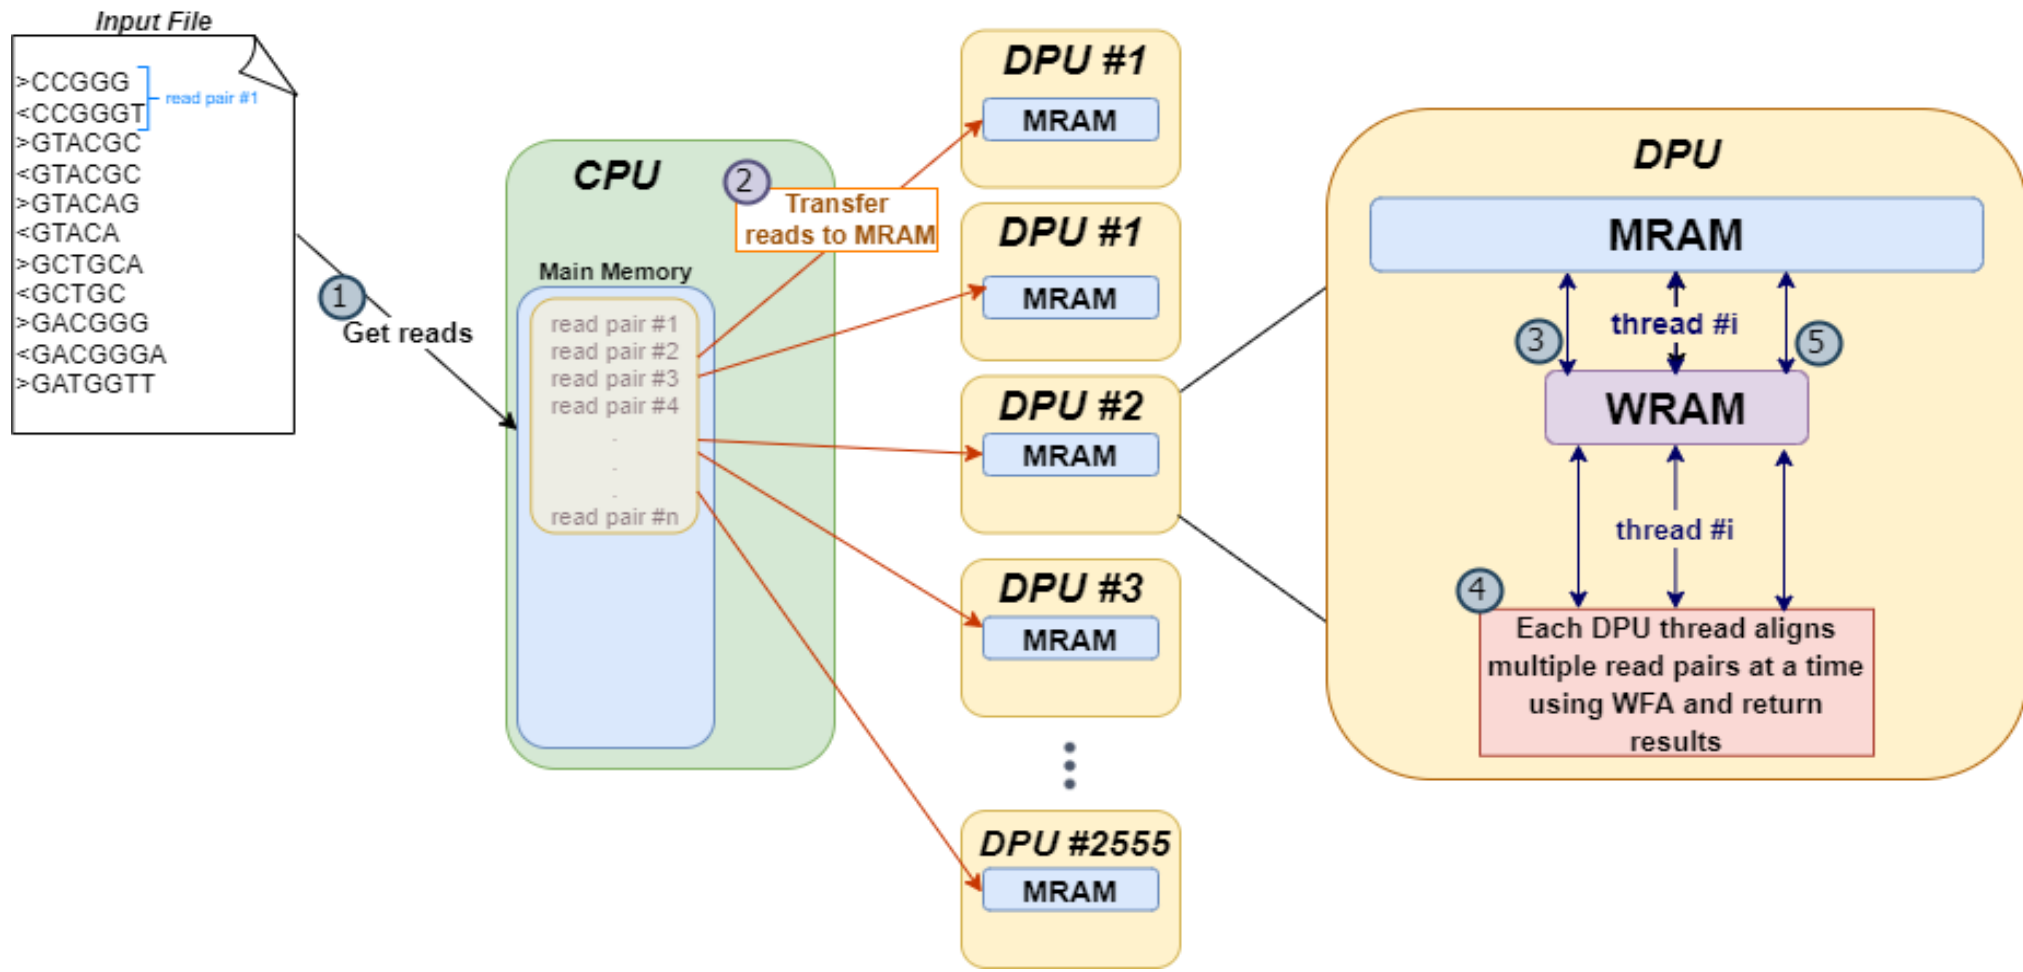 Input File
>CCGGG
<CCGGGT
read pair #1
>GTACGC
<GTACGC
>GTACAG
<GTACA
>GCTGCA
<GCTGC
>GACGGG
<GACGGGA
>GATGGTT
1
Get reads
CPU
2
Transfer
reads to MRAM
Main Memory
read pair #1
read pair #2
read pair #3
read pair #4
.
.
.
read pair #n
DPU #1
MRAM
DPU #1
MRAM
DPU #2
MRAM
DPU #3
MRAM
DPU #2555
MRAM
DPU
MRAM
3
thread #i
5
WRAM
thread #i
4
Each DPU thread aligns
multiple read pairs at a time
using WFA and return
results